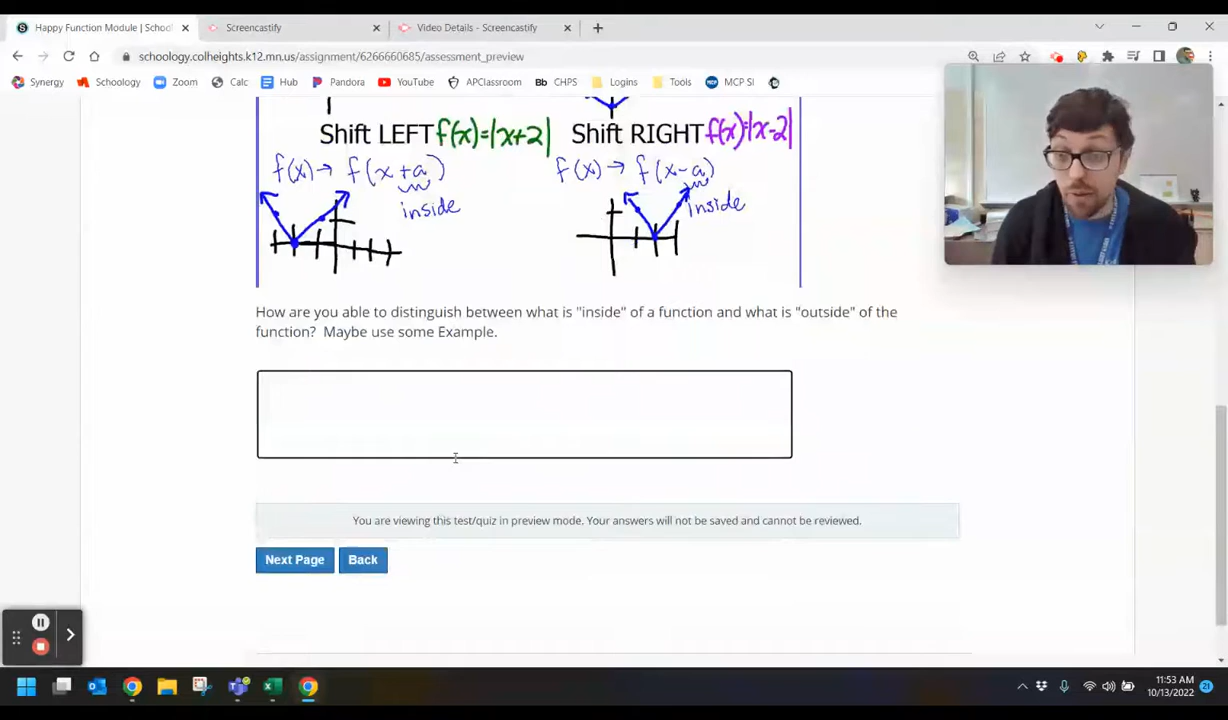 Happy Function Module | School
Screencastify
Video Details - Screencastify
schoology.colheights.k12.mn.us/assignment/6266660685/assessment_preview
Synergy
Schoology
Zoom
Calc
Hub
Pandora
YouTube
APClassroom
Bb CHPS
Logins
Tools
MCP MCP SI
Shift LEFT f(x)=|x+2|
Shift RIGHT f(x)=|x-2|
f(x)→ f(x+a)
inside
f(x)→ f(x-a)
inside
How are you able to distinguish between what is "inside" of a function and what is "outside" of the
function? Maybe use some Example.
You are viewing this test/quiz in preview mode. Your answers will not be saved and cannot be reviewed.
Next Page
Back
11:53 AM
10/13/2022
21